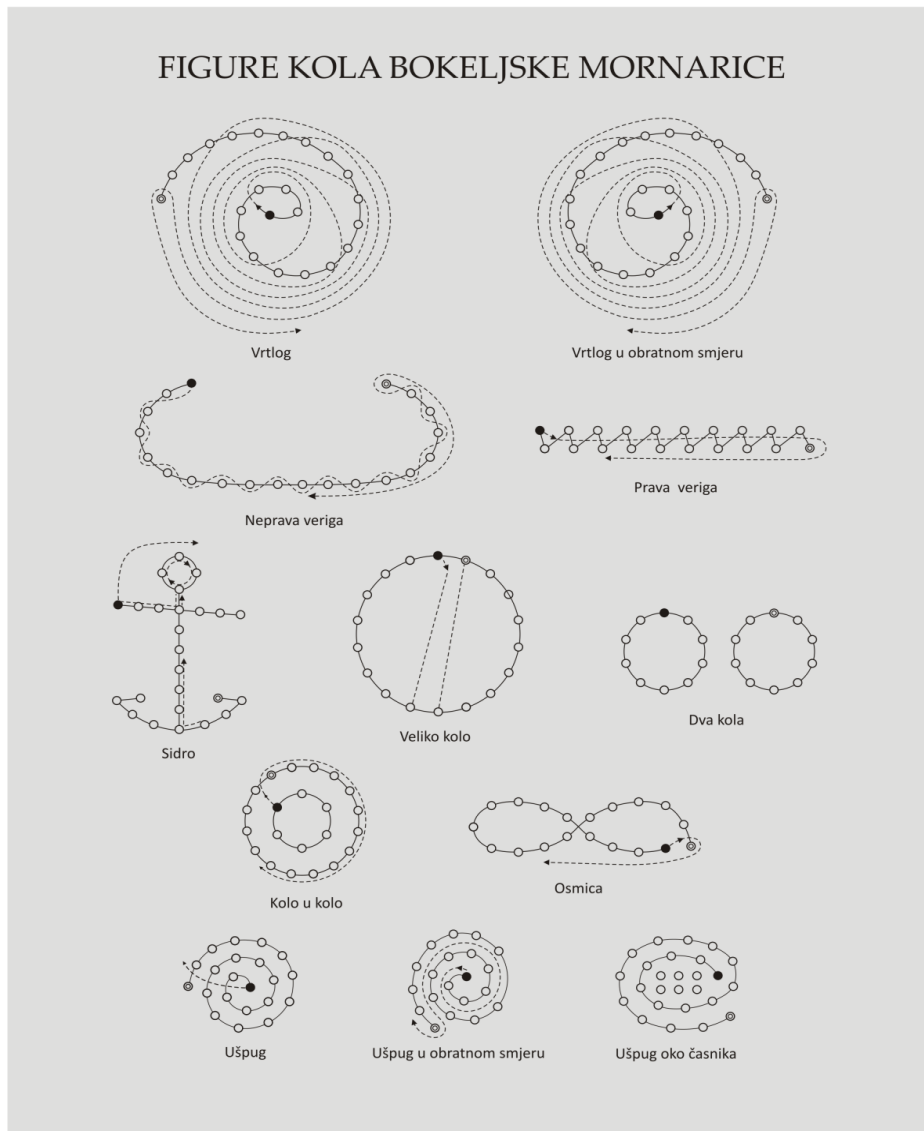 FIGURE KOLA BOKELJSKE MORNARICE
Vrtlog
Vrtlog u obratnom smjeru
Neprava veriga
Prava veriga
Sidro
Veliko kolo
Dva kola
Kolo u kolo
Osmica
Ušpug
Ušpug u obratnom smjeru
Ušpug oko časnika